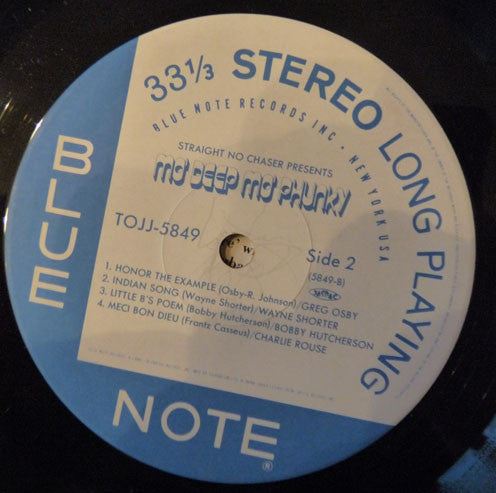 33⅓ STEREO LONG PLAYING
BLUE NOTE RECORDS INC • NEW YORK USA
STRAIGHT NO CHASER PRESENTS
MO' DEEP MO' PHUNKY
TOJJ-5849
Side 2
(5849-B)
1. HONOR THE EXAMPLE (Osby-R. Johnson)/GREG OSBY
2. INDIAN SONG (Wayne Shorter)/WAYNE SHORTER
3. LITTLE B'S POEM (Bobby Hutcherson)/BOBBY HUTCHERSON
4. MECI BON DIEU (Frantz Casseus)/CHARLIE ROUSE
BLUE
NOTE®